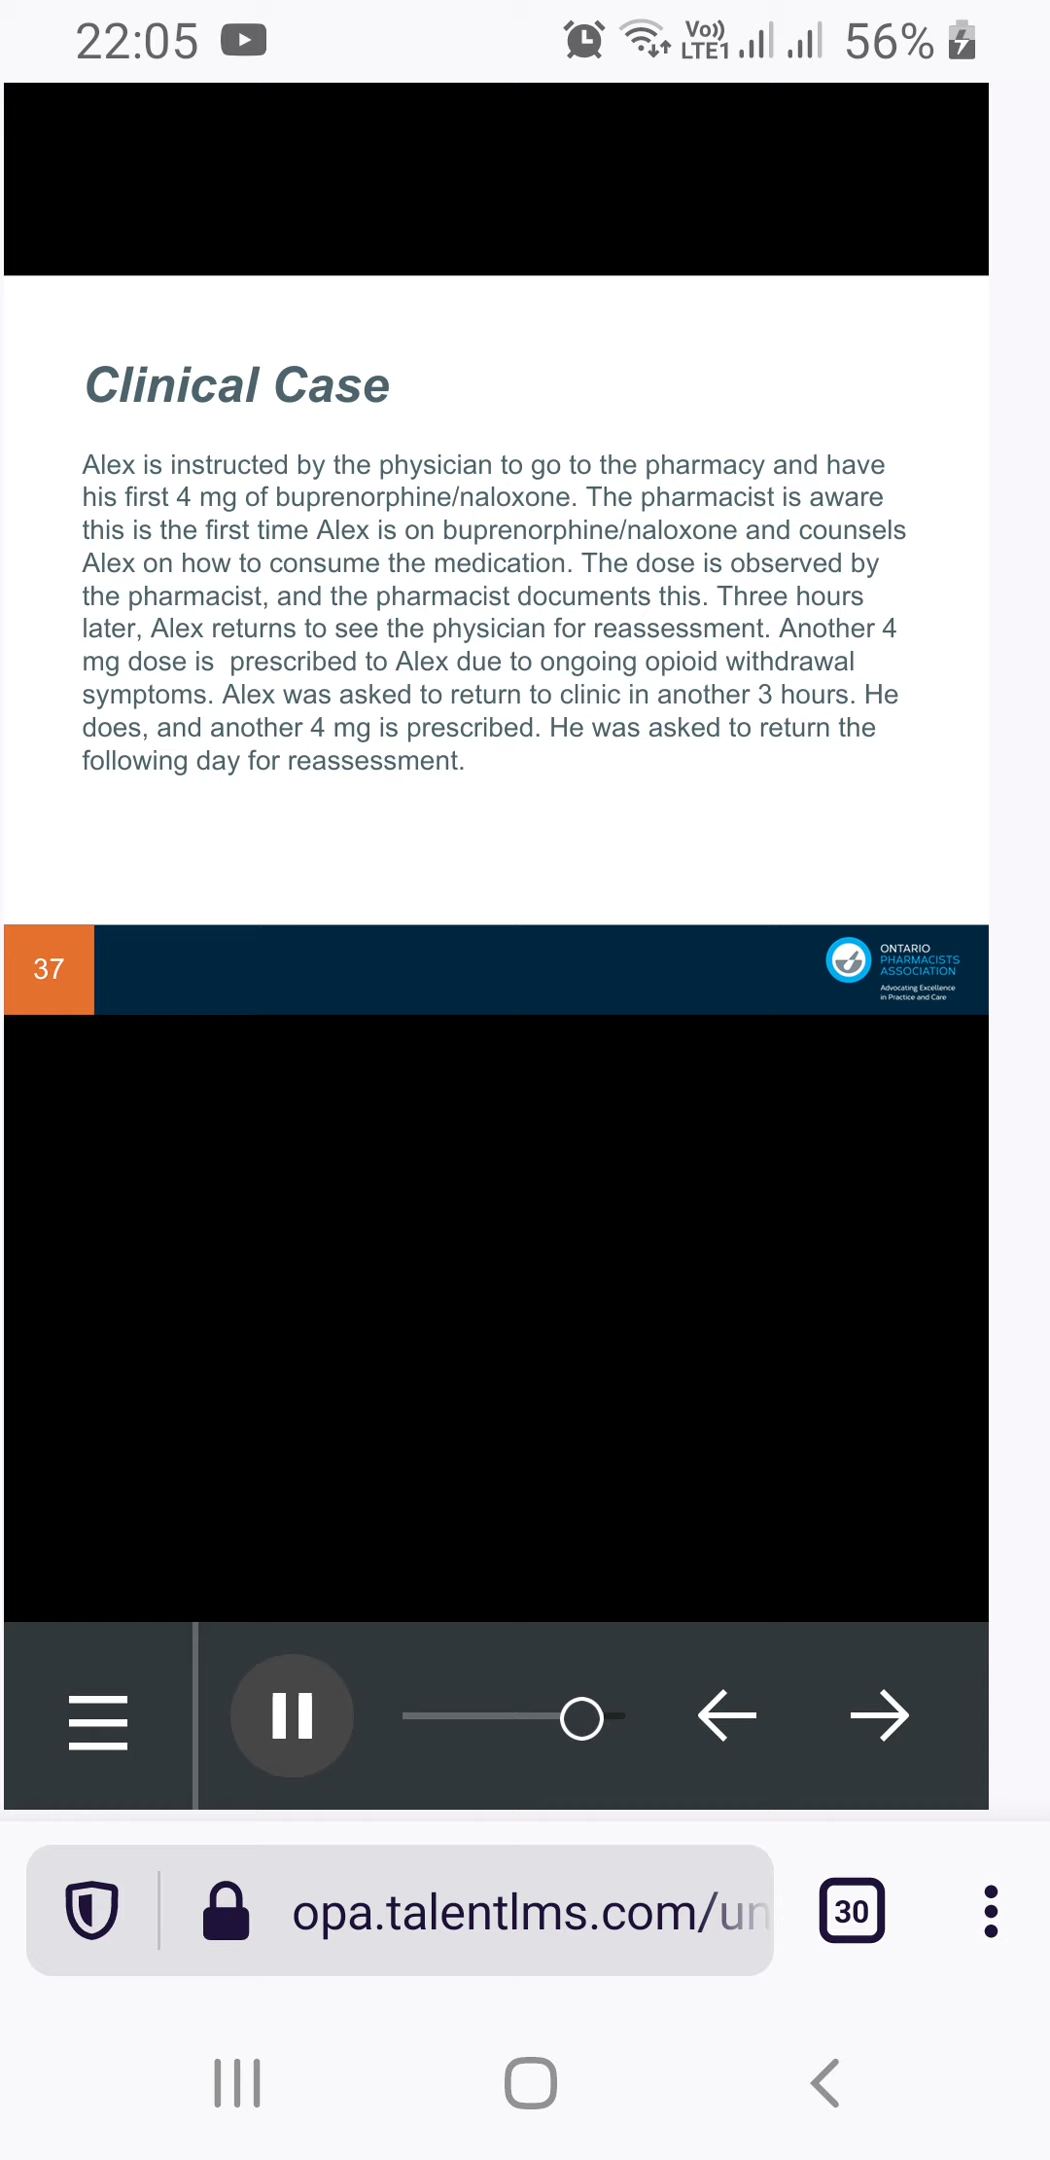 22:05
Vo)) LTE1 56%
Clinical Case
Alex is instructed by the physician to go to the pharmacy and have
his first 4 mg of buprenorphine/naloxone. The pharmacist is aware
this is the first time Alex is on buprenorphine/naloxone and counsels
Alex on how to consume the medication. The dose is observed by
the pharmacist, and the pharmacist documents this. Three hours
later, Alex returns to see the physician for reassessment. Another 4
mg dose is  prescribed to Alex due to ongoing opioid withdrawal
symptoms. Alex was asked to return to clinic in another 3 hours. He
does, and another 4 mg is prescribed. He was asked to return the
following day for reassessment.
37
ONTARIO
PHARMACISTS
ASSOCIATION
Advocating Excellence
in Practice and Care
opa.talentlms.com/un
30